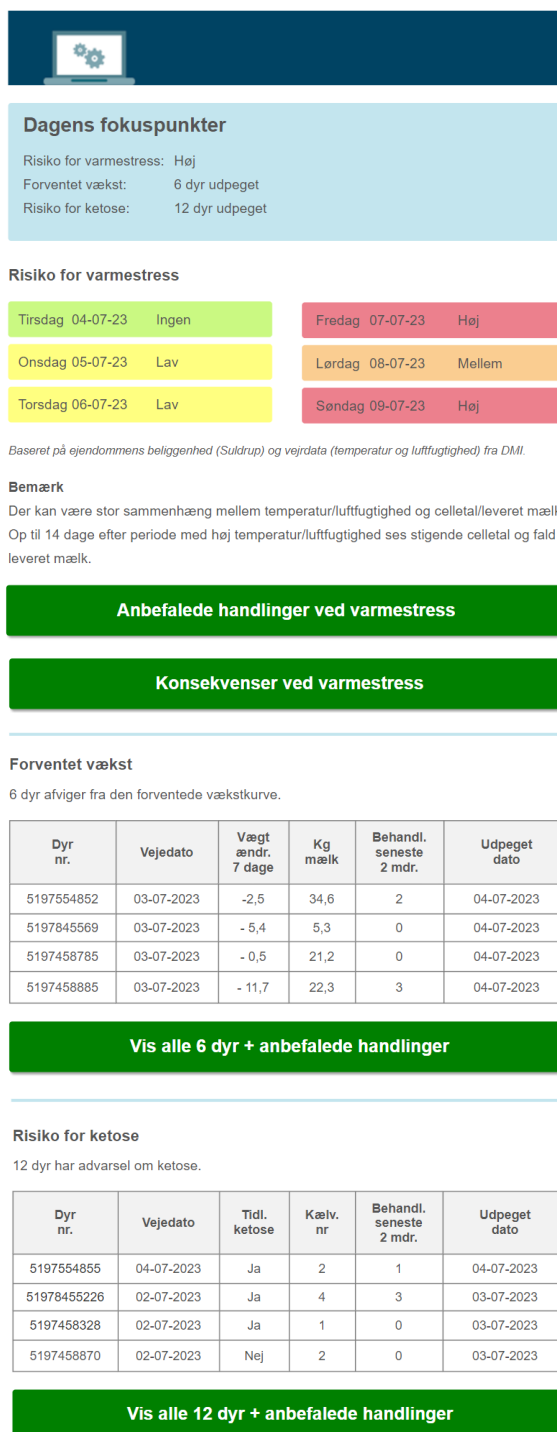 Dagens fokuspunkter
Risiko for varmestress: Høj
Forventet vækst: 6 dyr udpeget
Risiko for ketose: 12 dyr udpeget
Risiko for varmestress
Tirsdag 04-07-23 Ingen
Onsdag 05-07-23 Lav
Torsdag 06-07-23 Lav
Fredag 07-07-23 Høj
Lørdag 08-07-23 Mellem
Søndag 09-07-23 Høj
Baseret på ejendommens beliggenhed (Suldrup) og vejrdata (temperatur og luftfugtighed) fra DMI.
Bemærk
Der kan være stor sammenhæng mellem temperatur/luftfugtighed og celletal/leveret mælk
Op til 14 dage efter periode med høj temperatur/luftfugtighed ses stigende celletal og fald
leveret mælk.
Anbefalede handlinger ved varmestress
Konsekvenser ved varmestress
Forventet vækst
6 dyr afviger fra den forventede vækstkurve.
Dyr nr. Vejedato Vægt ændr. 7 dage Kg mælk Behandl. seneste 2 mdr. Udpeget dato
5197554852 03-07-2023 -2,5 34,6 2 04-07-2023
5197845569 03-07-2023 - 5,4 5,3 0 04-07-2023
5197458785 03-07-2023 - 0,5 21,2 0 04-07-2023
5197458885 03-07-2023 - 11,7 22,3 3 04-07-2023
Vis alle 6 dyr + anbefalede handlinger
Risiko for ketose
12 dyr har advarsel om ketose.
Dyr nr. Vejedato Tidl. ketose Kælv. nr Behandl. seneste 2 mdr. Udpeget dato
5197554855 04-07-2023 Ja 2 1 04-07-2023
51978455226 02-07-2023 Ja 4 3 03-07-2023
5197458328 02-07-2023 Ja 1 0 03-07-2023
5197458870 02-07-2023 Nej 2 0 03-07-2023
Vis alle 12 dyr + anbefalede handlinger